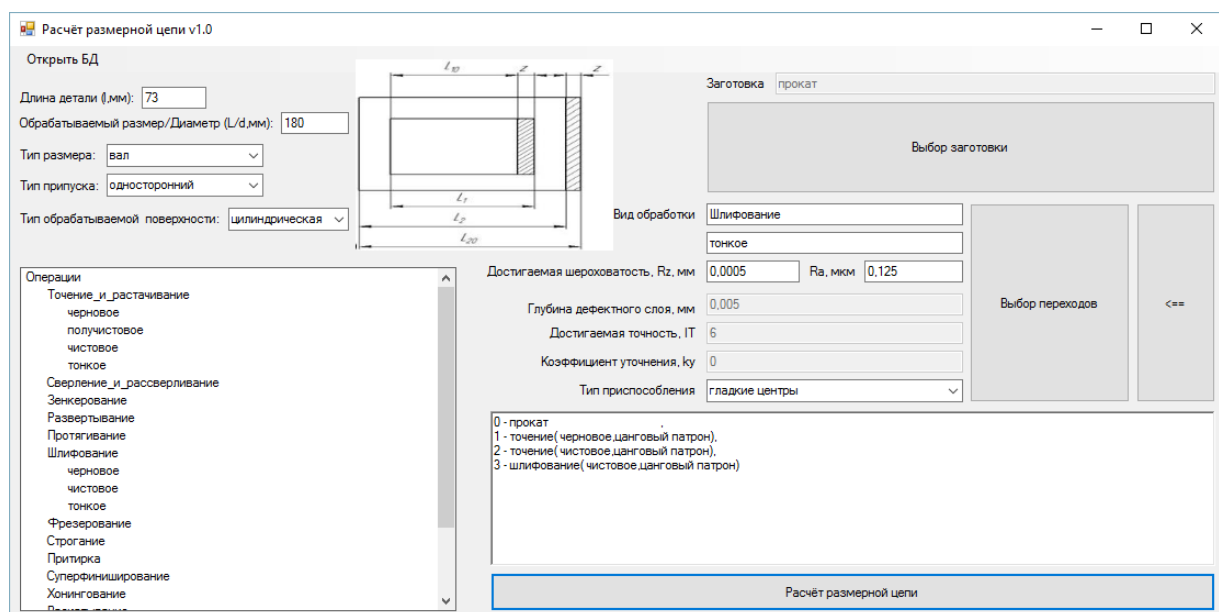 Расчёт размерной цепи v1.0
Открыть БД
Длина детали (l,мм): 73
Обрабатываемый размер/Диаметр (L/d,мм): 180
Тип размера: вал
Тип припуска: односторонний
Тип обрабатываемой поверхности: цилиндрическая
L10 z z
L1
L2
L20
Заготовка прокат
Выбор заготовки
Вид обработки Шлифование
тонкое
Достигаемая шероховатость, Rz, мм 0,0005 Ra, мкм 0,125
Глубина дефектного слоя, мм 0,005
Достигаемая точность, IT 6
Коэффициент уточнения, ky 0
Тип приспособления гладкие центры
Выбор переходов
<==
Операции
Точение_и_растачивание
черновое
получистовое
чистовое
тонкое
Сверление_и_рассверливание
Зенкерование
Развертывание
Протягивание
Шлифование
черновое
чистовое
тонкое
Фрезерование
Строгание
Притирка
Суперфиниширование
Хонингование
0 - прокат ,
1 - точение( черновое,цанговый патрон),
2 - точение( чистовое,цанговый патрон),
3 - шлифование( чистовое,цанговый патрон)
Расчёт размерной цепи